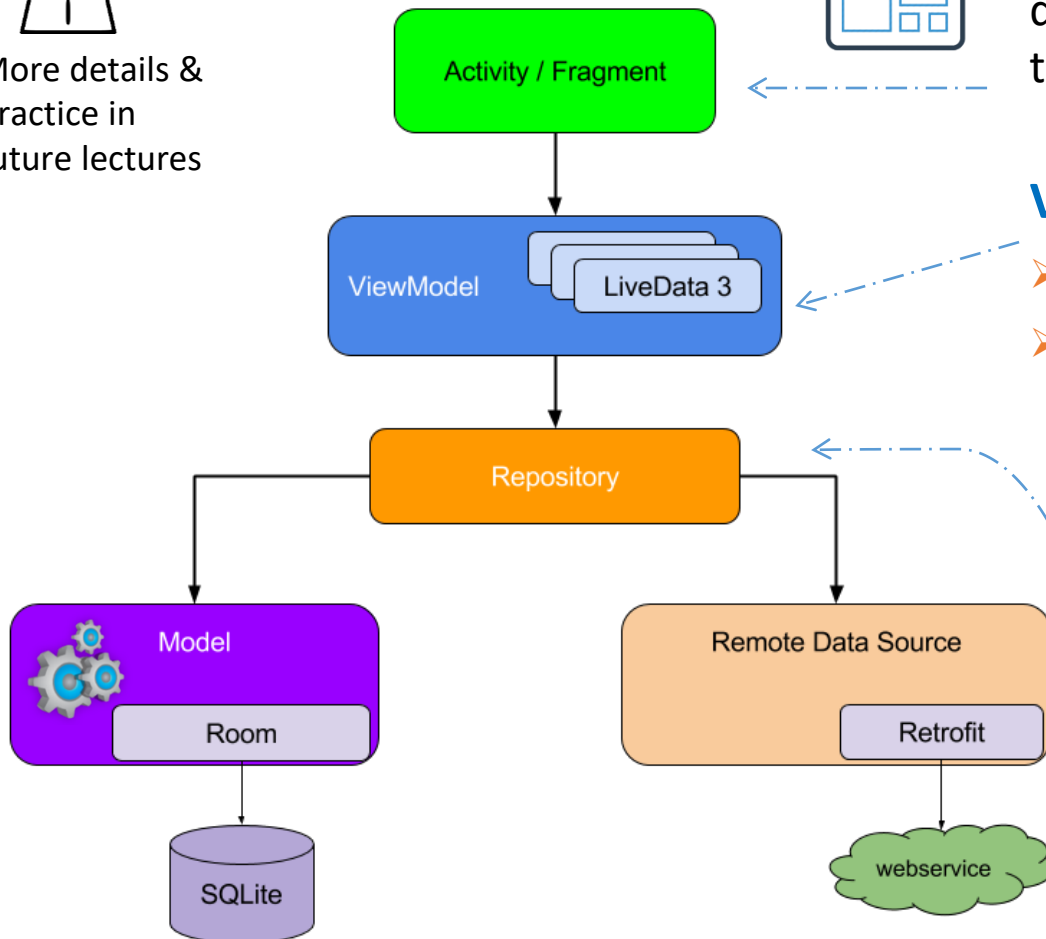 More details &
ractice in
uture lectures
Activity / Fragment
ViewModel
LiveData 3
Repository
Model
Room
SQLite
Remote Data Source
Retrofit
webservice